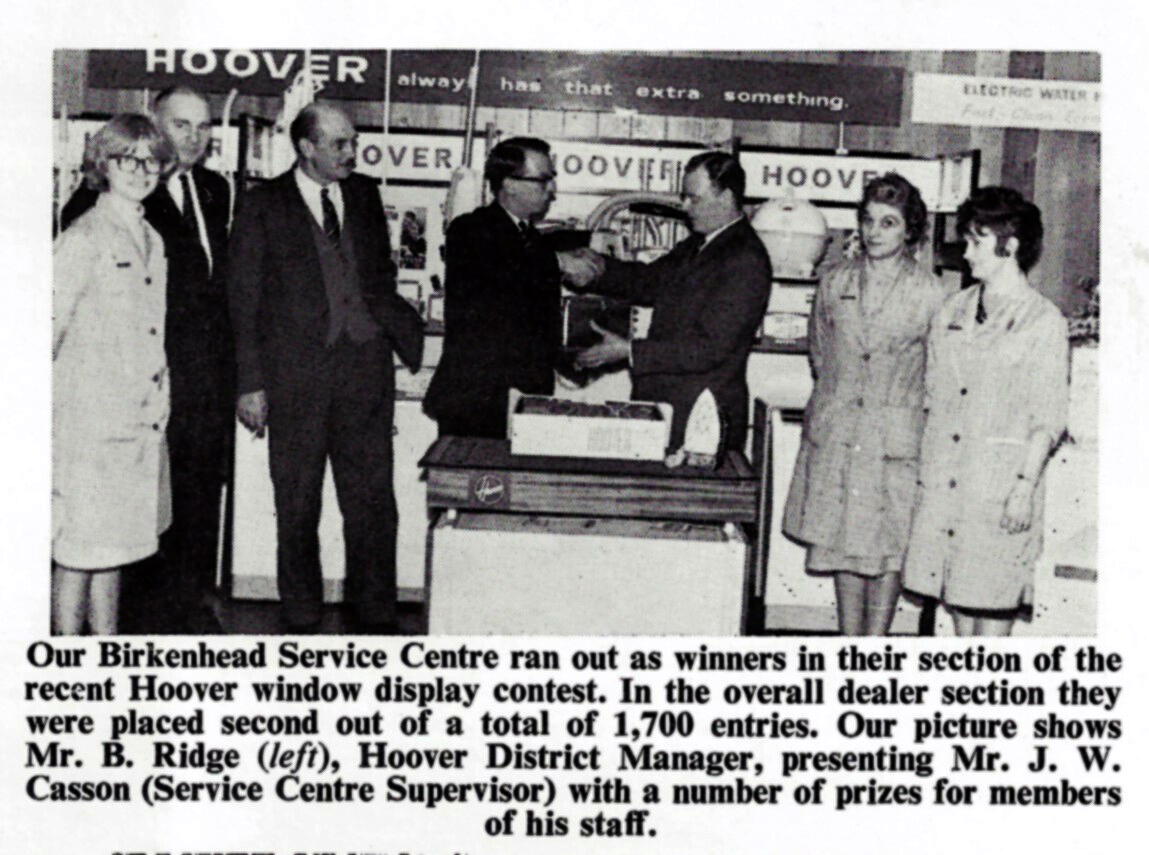 HOOVER always has that extra something.
ELECTRIC WATER
OVER
HOOVER
HOOVER
Hoover
Our Birkenhead Service Centre ran out as winners in their section of the
recent Hoover window display contest. In the overall dealer section they
were placed second out of a total of 1,700 entries. Our picture shows
Mr. B. Ridge (left), Hoover District Manager, presenting Mr. J. W.
Casson (Service Centre Supervisor) with a number of prizes for members
of his staff.